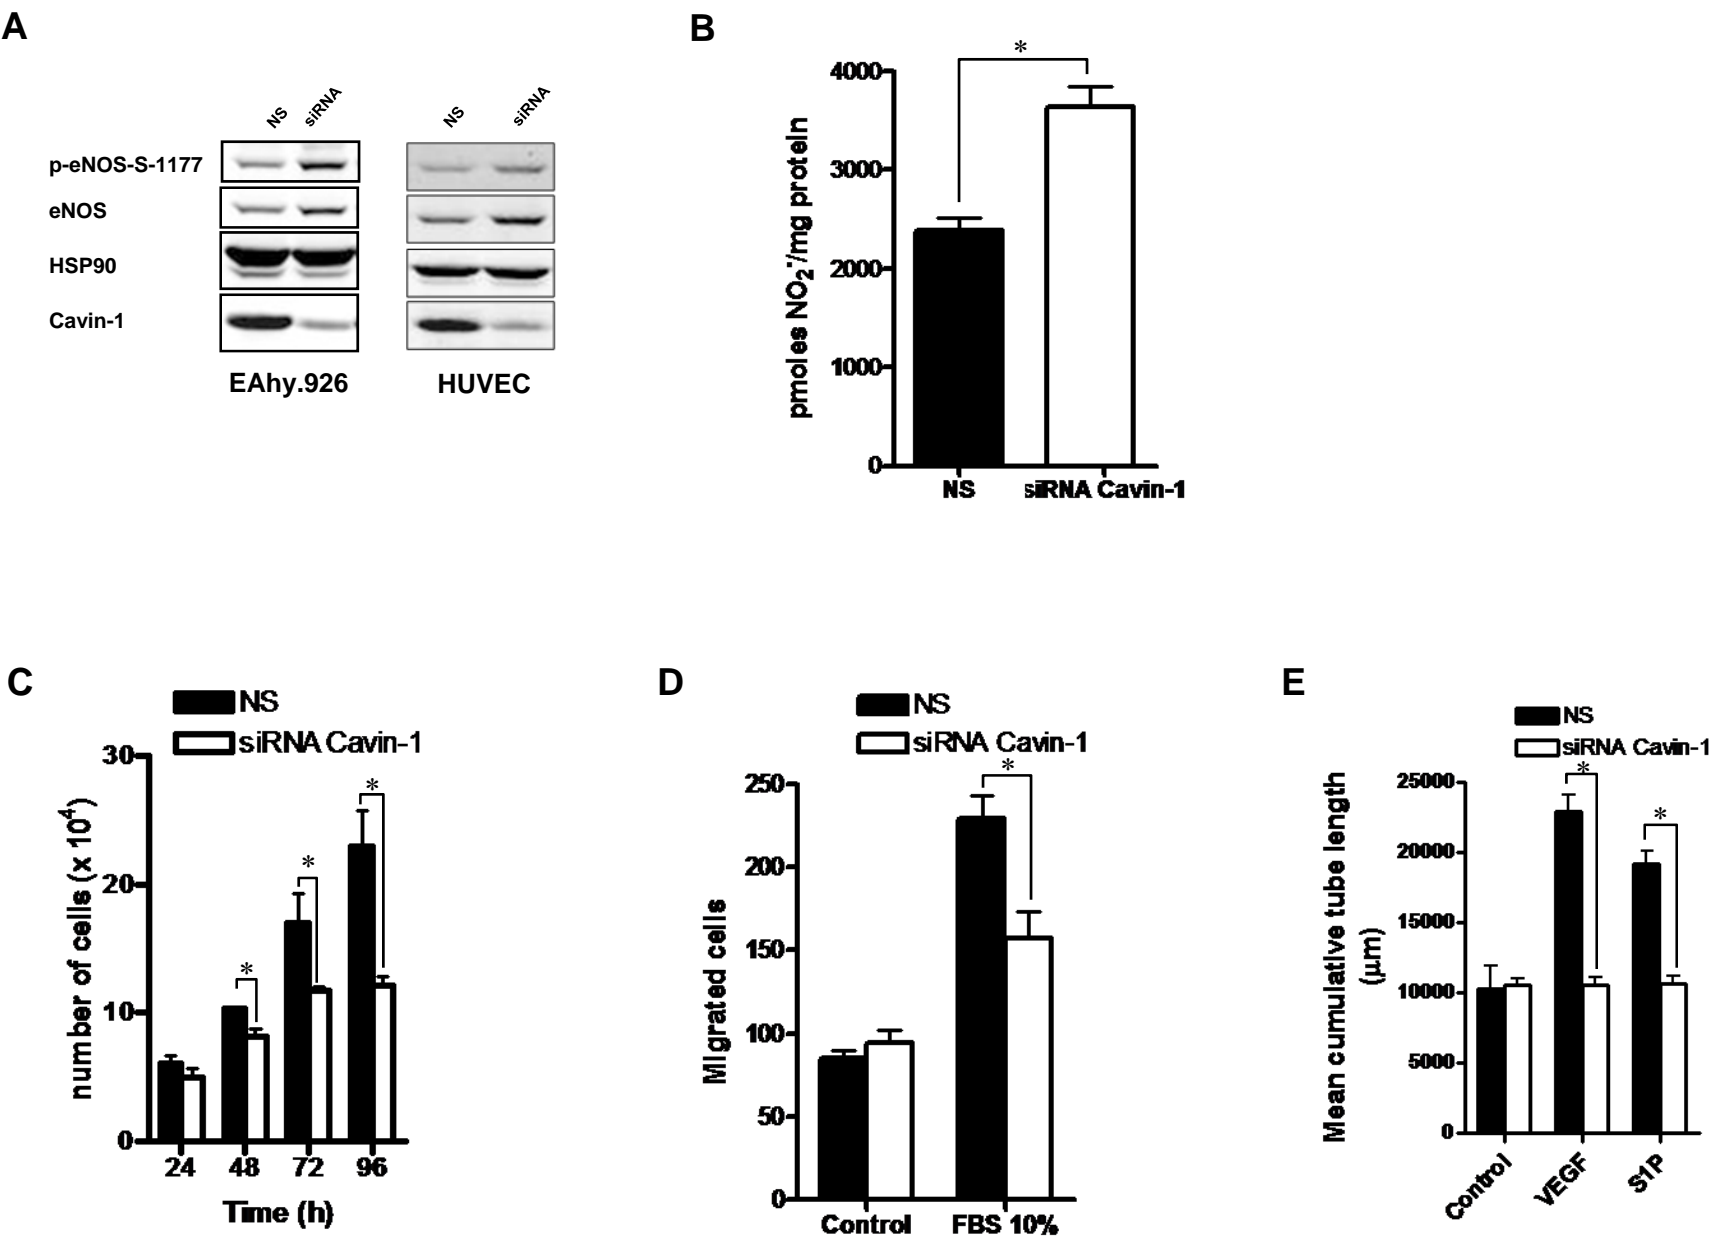 A
NS siRNA
NS siRNA
p-eNOS-S-1177
eNOS
HSP90
Cavin-1
EAhy.926
HUVEC
B
*
4000
3000
2000
1000
0
pmoles NO2-/mg protein
NS
siRNA Cavin-1
C
NS
siRNA Cavin-1
30
20
10
0
number of cells (x 10^4)
*
*
*
24 48 72 96
Time (h)
D
NS
siRNA Cavin-1
*
250
200
150
100
50
0
Migrated cells
Control FBS 10%
E
NS
siRNA Cavin-1
*
*
25000
20000
15000
10000
5000
0
Mean cumulative tube length
(µm)
Control VEGF S1P